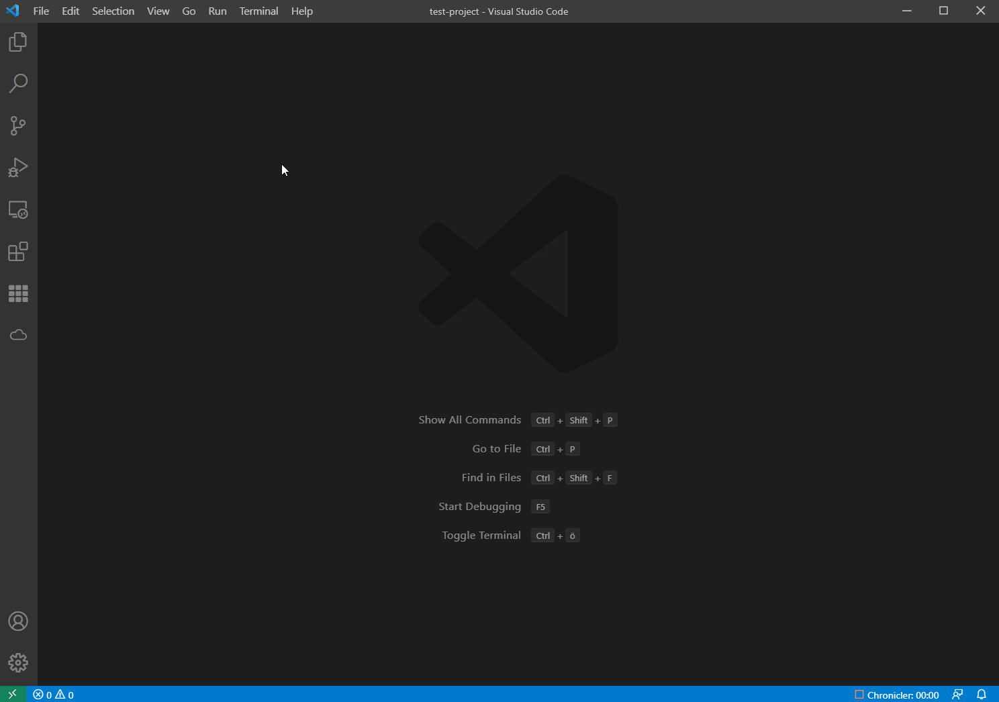 File Edit Selection View Go Run Terminal Help test-project - Visual Studio Code
Show All Commands Ctrl + Shift + P
Go to File Ctrl + P
Find in Files Ctrl + Shift + F
Start Debugging F5
Toggle Terminal Ctrl + ö
0 0 Chronicler: 00:00